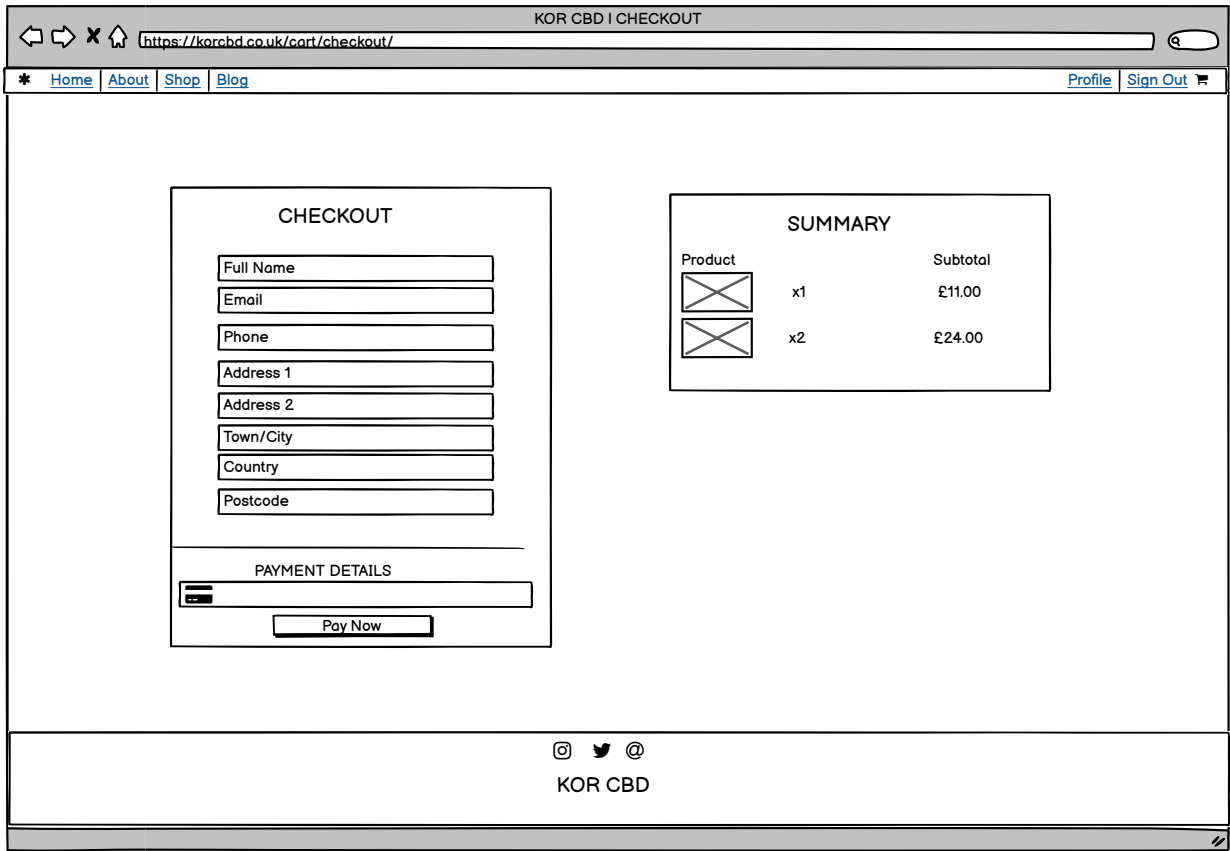 KOR CBD | CHECKOUT
https://korcbd.co.uk/cart/checkout/
Home About Shop Blog Profile Sign Out
CHECKOUT
Full Name
Email
Phone
Address 1
Address 2
Town/City
Country
Postcode
PAYMENT DETAILS
Pay Now
SUMMARY
Product Subtotal
x1 £11.00
x2 £24.00
@
KOR CBD